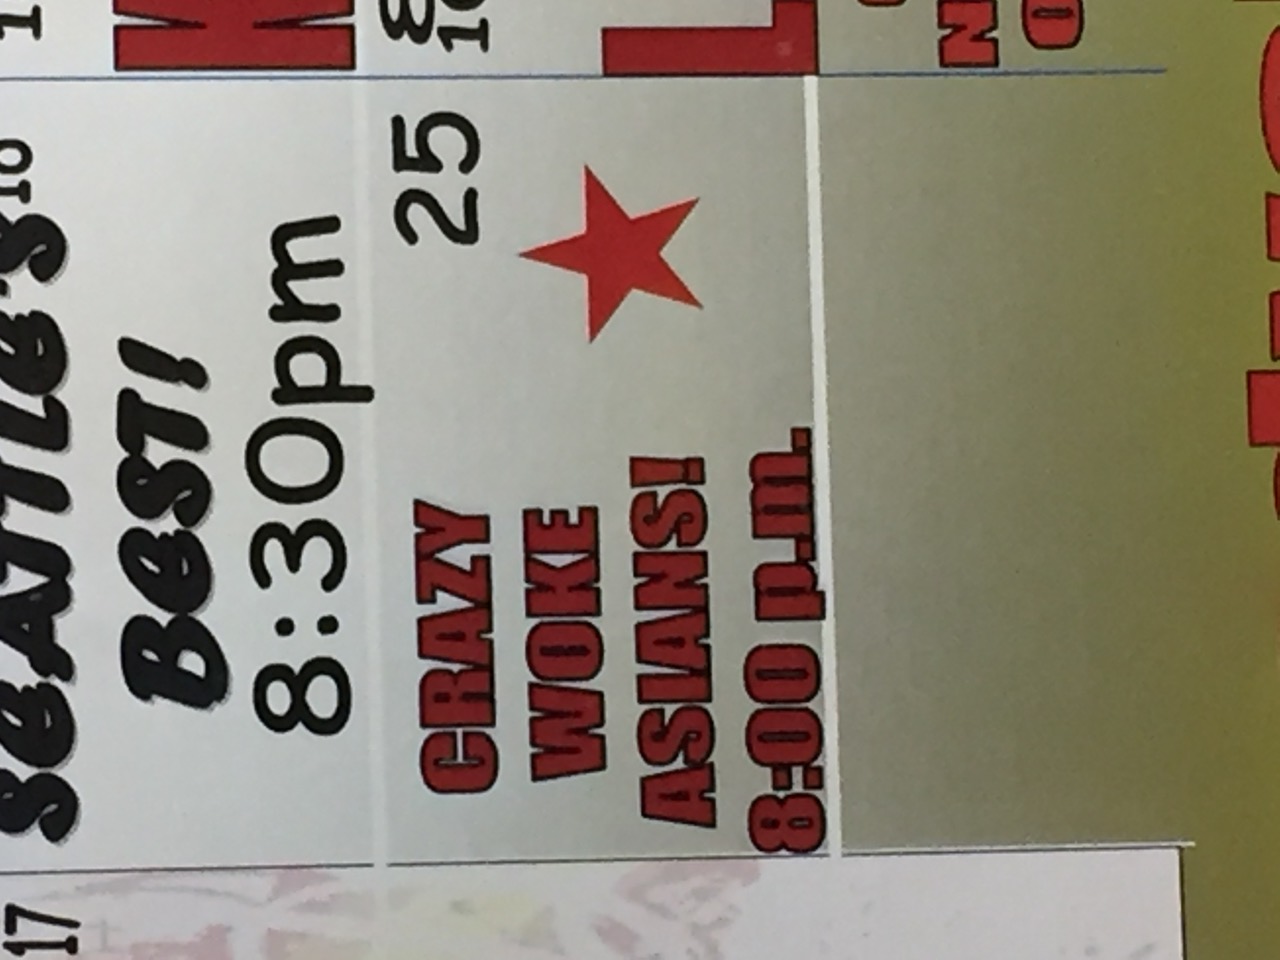 SEATTLE'S
BEST!
8:30pm
25
CRAZY
WOKE
ASIANS!
8:00 p.m.
17